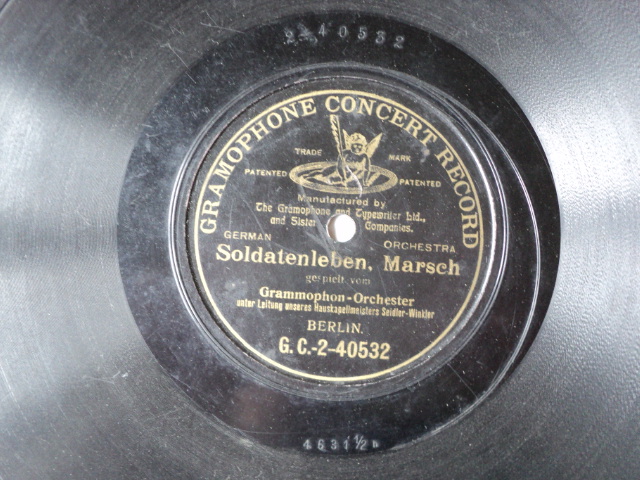 2-40532
GRAMOPHONE CONCERT RECORD
TRADE MARK
PATENTED PATENTED
Manufactured by
The Gramophone and Typewriter Ltd.,
and Sister Companies.
GERMAN ORCHESTRA
Soldatenleben, Marsch
gespielt vom
Grammophon-Orchester
unter Leitung unseres Hauskapellmeisters Seidler-Winkler
BERLIN.
G.C.-2-40532
4631½ D